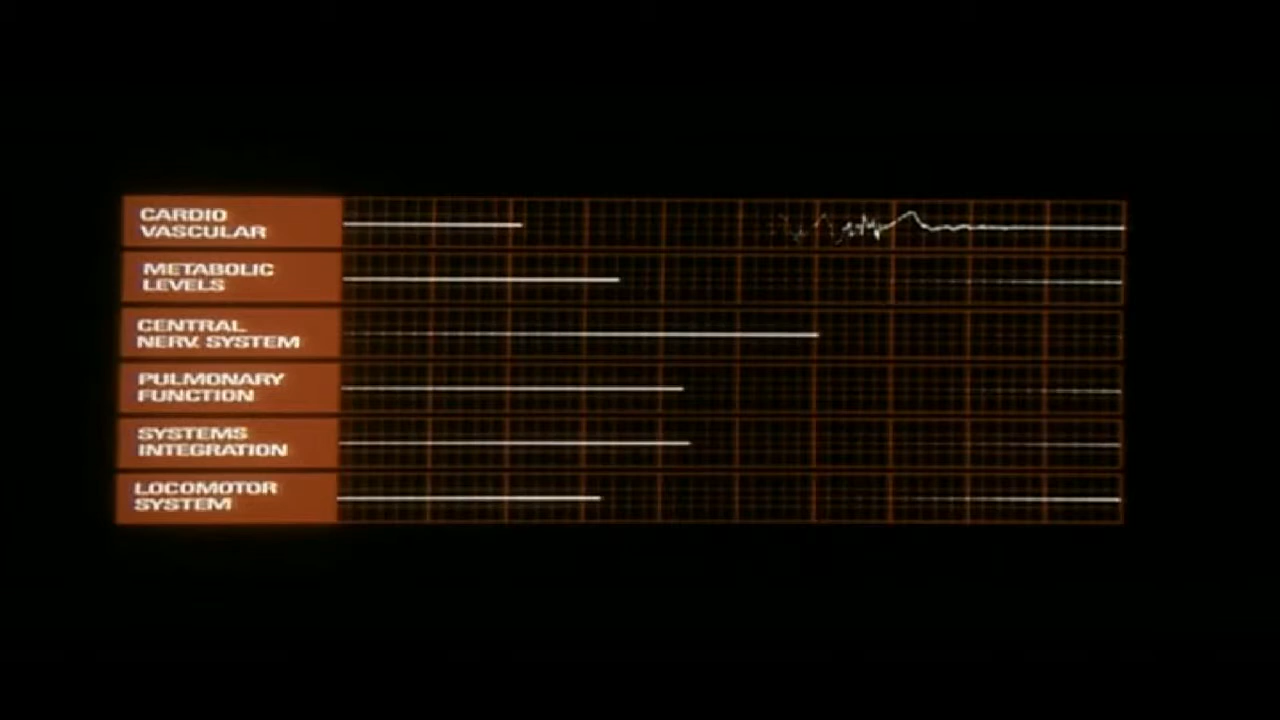 CARDIO
VASCULAR
METABOLIC
LEVELS
CENTRAL
NERV. SYSTEM
PULMONARY
FUNCTION
SYSTEMS
INTEGRATION
LOCOMOTOR
SYSTEM